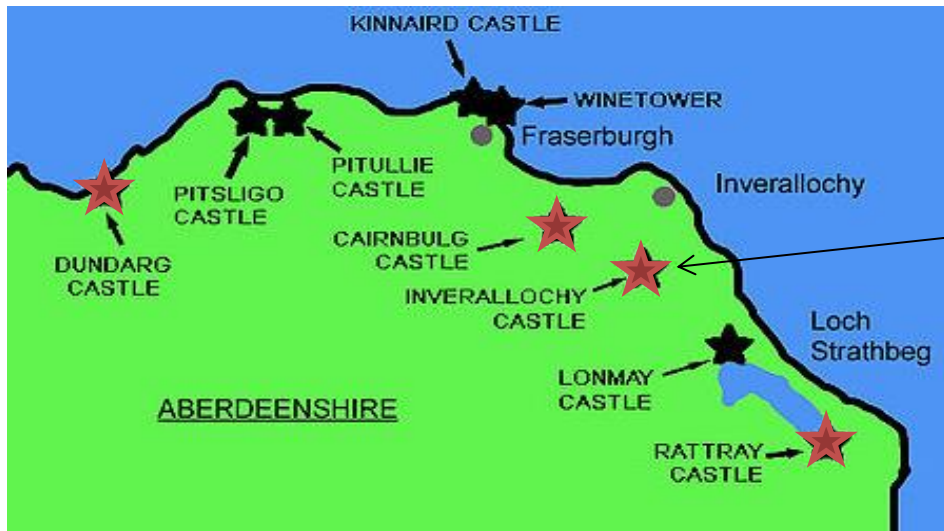 KINNAIRD CASTLE
WINETOWER
Fraserburgh
PITULLIE
CASTLE
PITSLIGO
CASTLE
Inverallochy
DUNDARG
CASTLE
CAIRNBULG
CASTLE
INVERALLOCHY
CASTLE
Loch
Strathbeg
LONMAY
CASTLE
ABERDEENSHIRE
RATTRAY
CASTLE